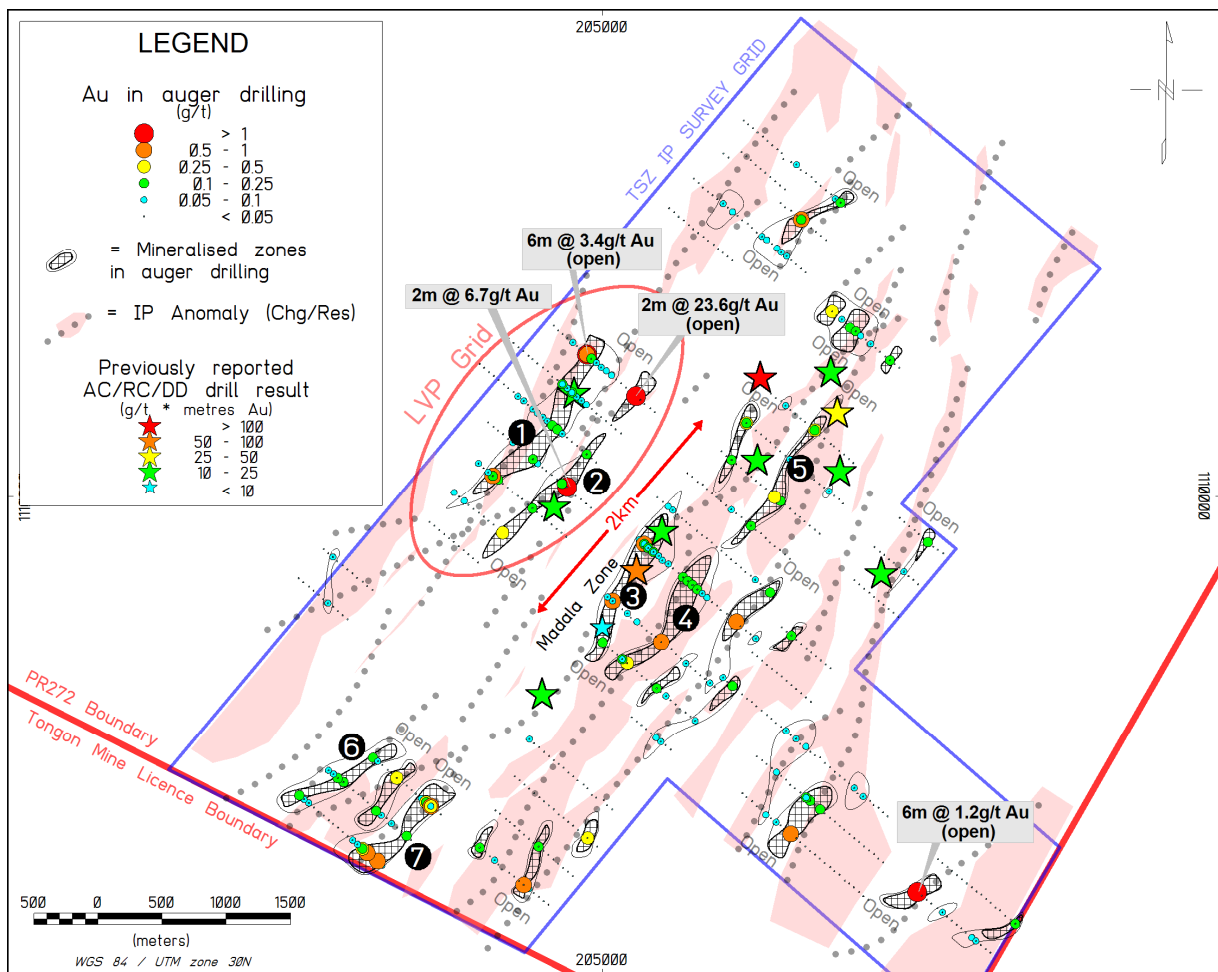 205000
LEGEND
Au in auger drilling
(g/t)
> 1
0.5 - 1
0.25 - 0.5
0.1 - 0.25
0.05 - 0.1
< 0.05
= Mineralised zones
in auger drilling
= IP Anomaly (Chg/Res)
Previously reported
AC/RC/DD drill result
(g/t * metres Au)
> 100
50 - 100
25 - 50
10 - 25
< 10
TSZ IP SURVEY GRID
N
Open
Open
Open
6m @ 3.4g/t Au
(open)
2m @ 6.7g/t Au
2m @ 23.6g/t Au
(open)
LVP Grid
Open
Open
Open
Open
Open
1
2
5
2km
1110000
Open
Open
Madala Zone
3
4
Open
Open
PR272 Boundary
Tongon Mine Licence Boundary
6
Open
Open
7
Open
Open
Open
6m @ 1.2g/t Au
(open)
Open
500 0 500 1000 1500
(meters)
WGS 84 / UTM zone 30N
205000